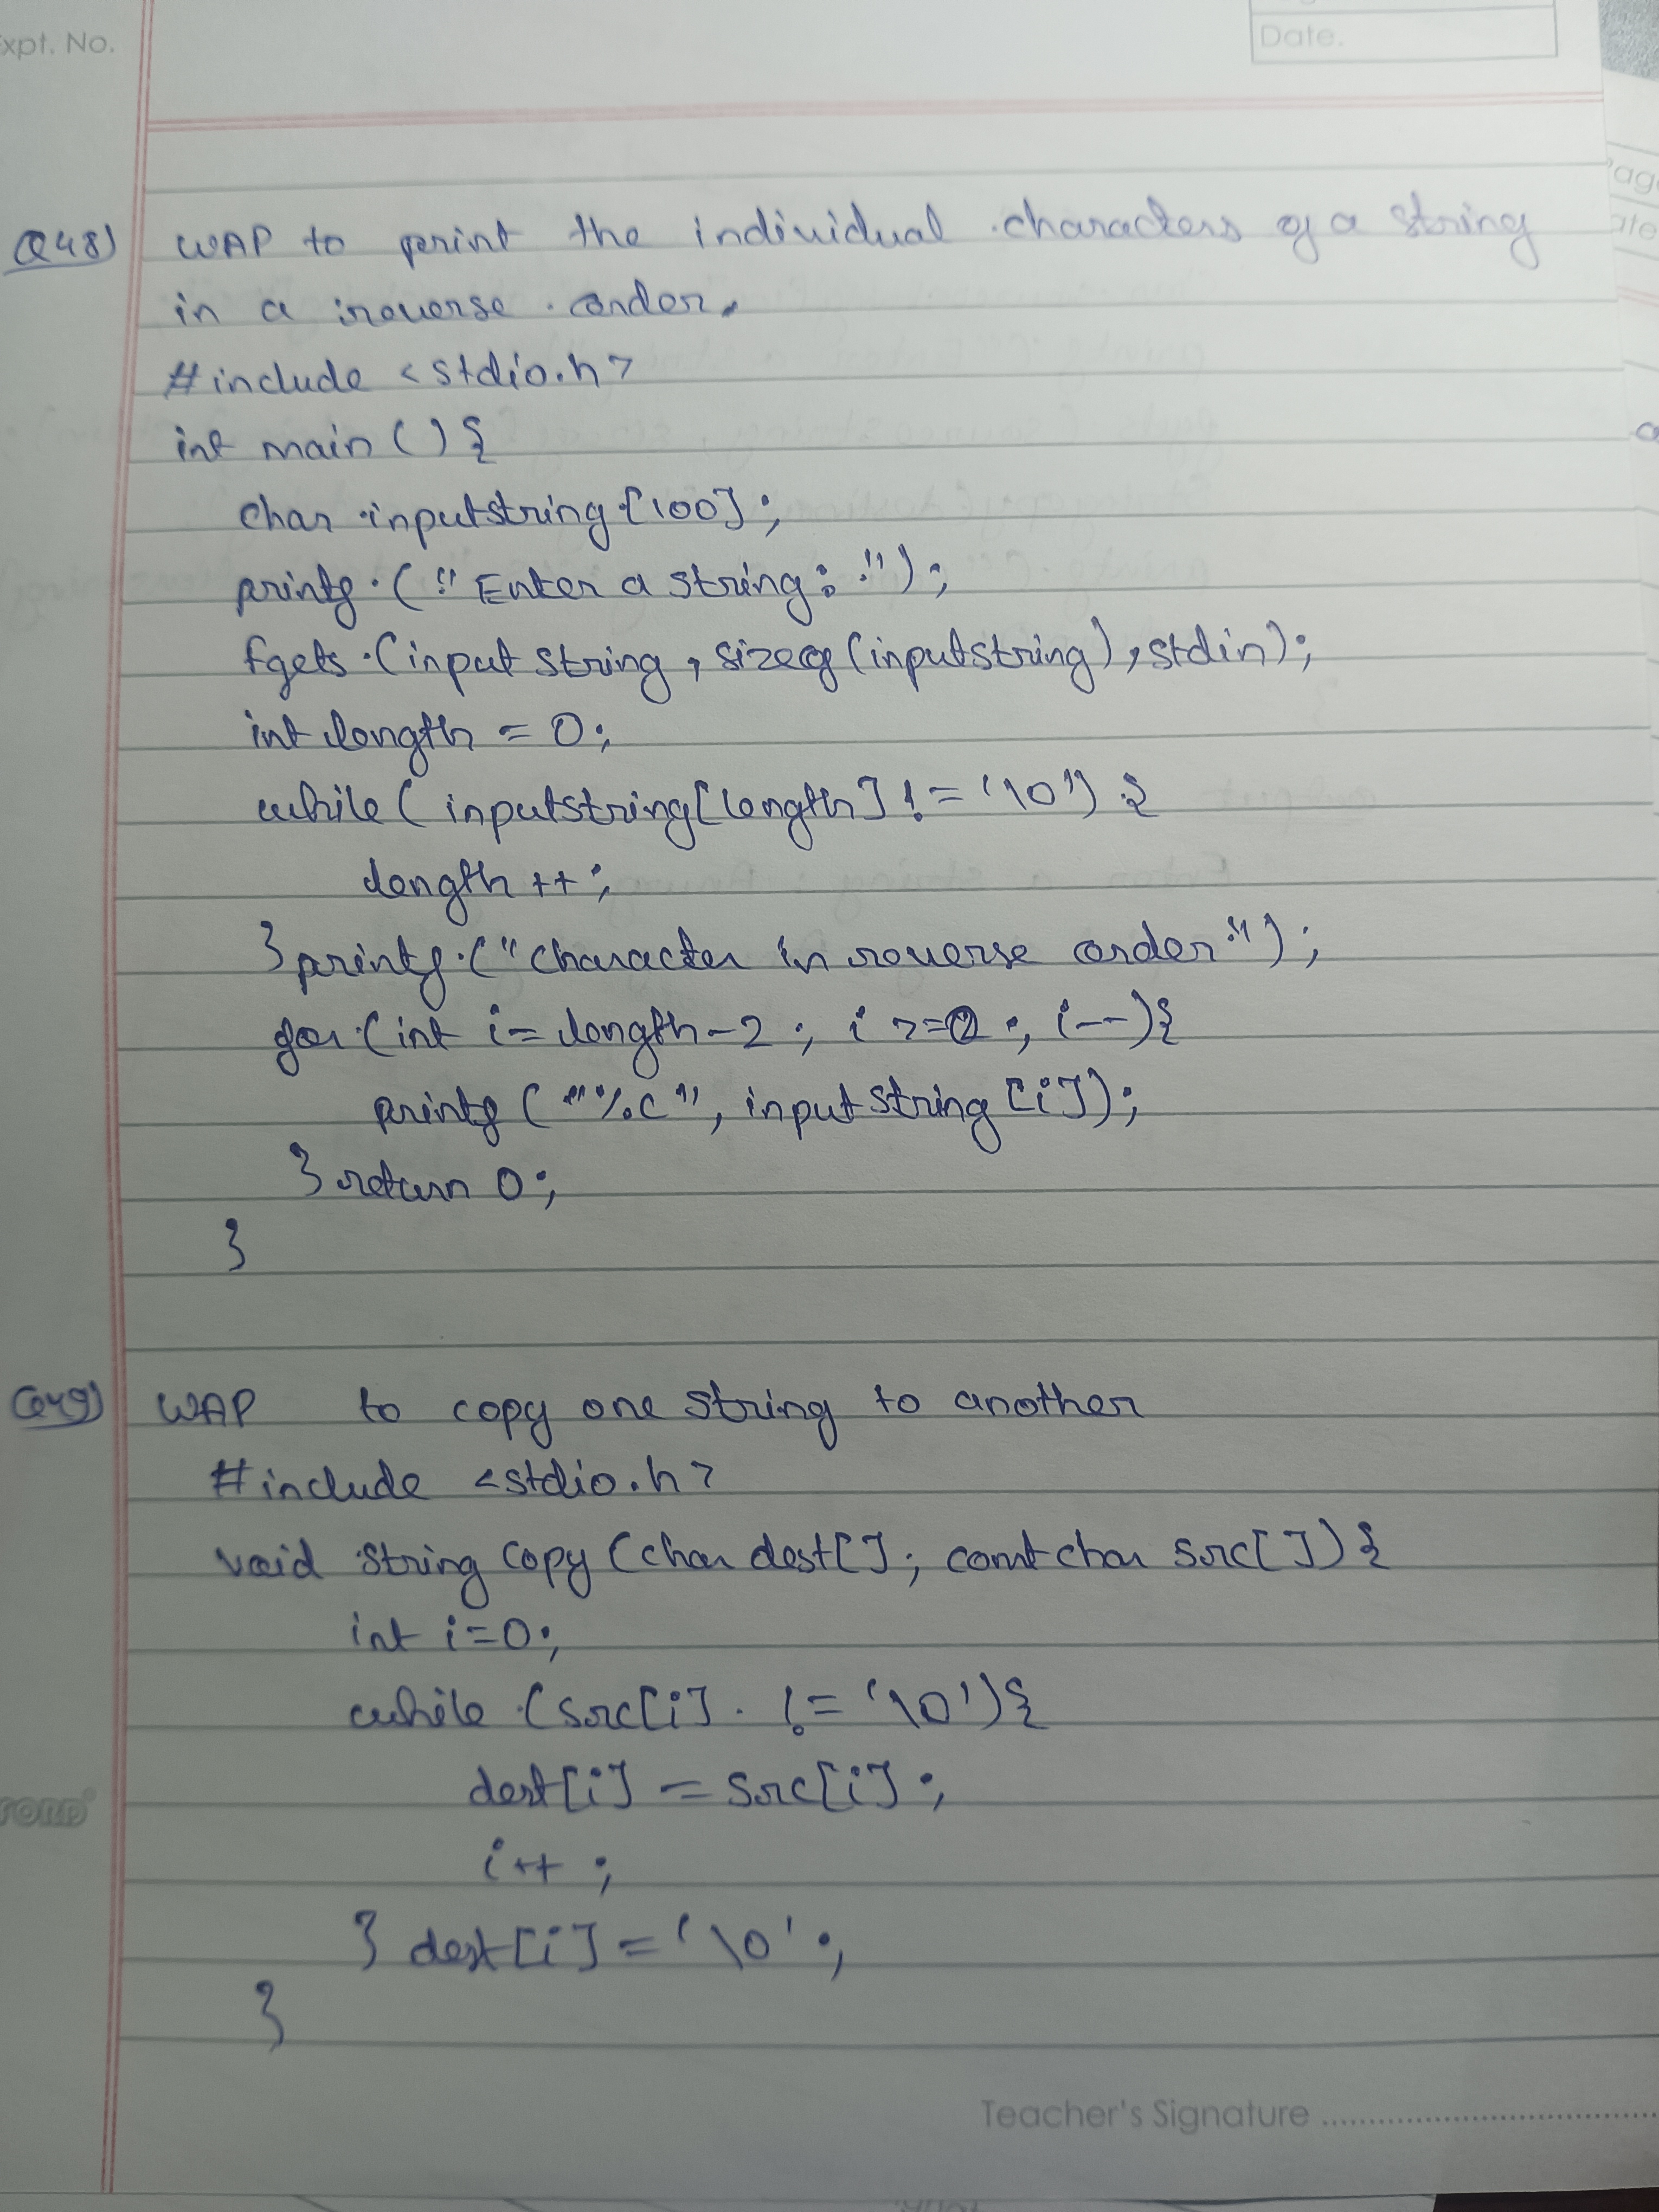 Expt. No.
Date.
Q48) WAP to print the individual characters of a string
in a reverse order.
#include <stdio.h>
int main () {
char inputstring [100];
printf ("Enter a string: ");
fgets (input string, sizeof (inputstring), stdin);
int length = 0;
while ( inputstring[length] != '\0') {
length ++;
} printf ("Character in reverse order:");
for (int i= length-2 ; i >=0 ; i--){
printf ( "%c", input string [i]);
} return 0;
}
Q49) WAP to copy one string to another
#include <stdio.h>
void string copy (char dest[]; const char src[ ]) {
int i=0;
while (src[i] != '\0'){
dest[i] = src[i];
i++ ;
} dest[i] = '\0';
}
Teacher's Signature